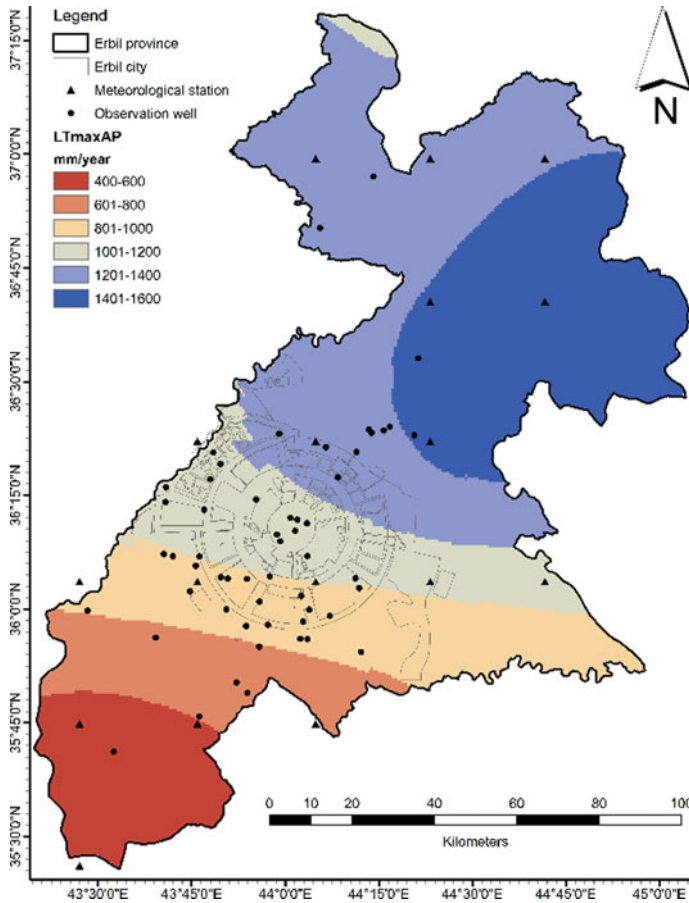 Legend
Erbil province
Erbil city
Meteorological station
Observation well
LTmaxAP
mm/year
400-600
601-800
801-1000
1001-1200
1201-1400
1401-1600
N
37°15'0"N
37°0'0"N
36°45'0"N
36°30'0"N
36°15'0"N
36°0'0"N
35°45'0"N
35°30'0"N
0 10 20 40 60 80 100
Kilometers
43°30'0"E 43°45'0"E 44°0'0"E 44°15'0"E 44°30'0"E 44°45'0"E 45°0'0"E